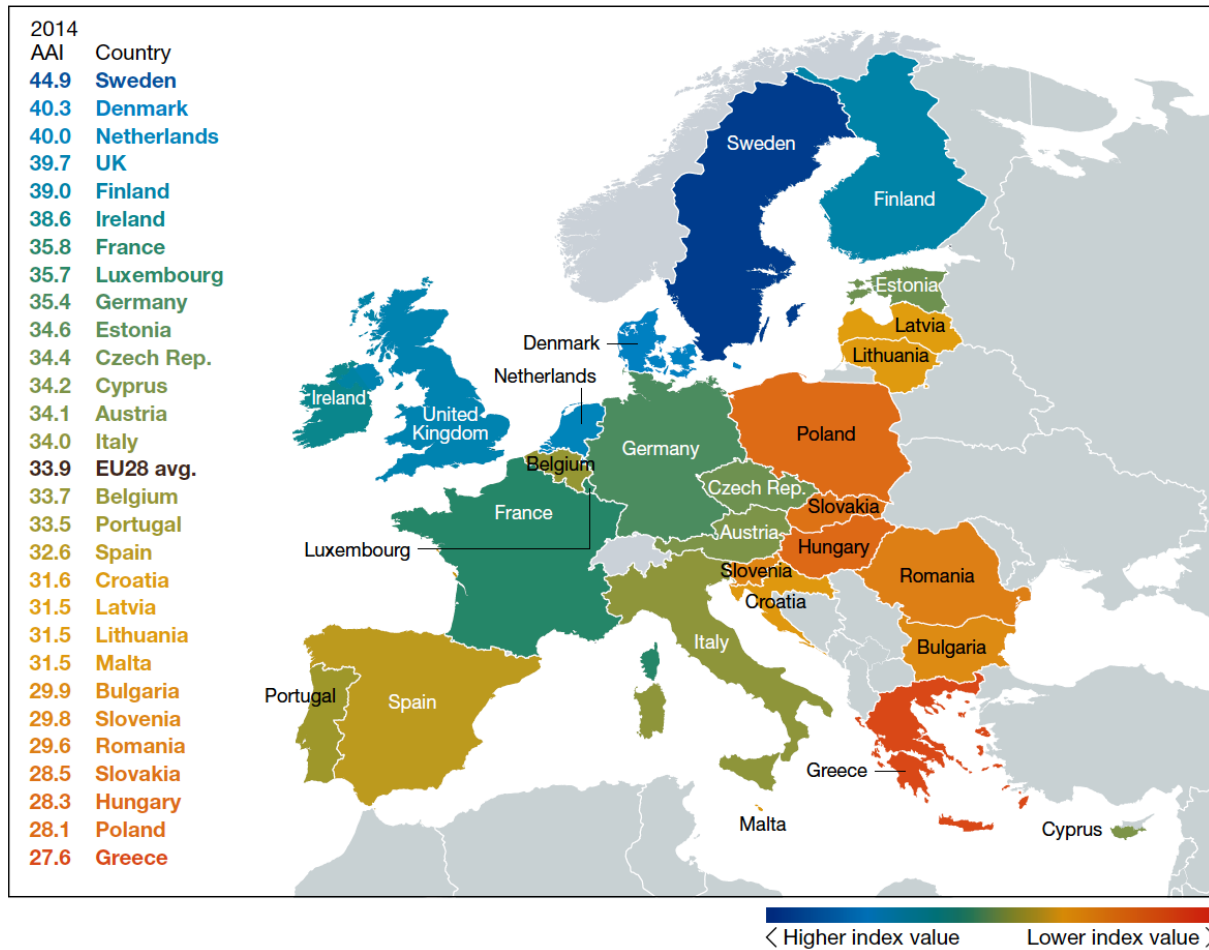 2014
AAI Country
44.9 Sweden
40.3 Denmark
40.0 Netherlands
39.7 UK
39.0 Finland
38.6 Ireland
35.8 France
35.7 Luxembourg
35.4 Germany
34.6 Estonia
34.4 Czech Rep.
34.2 Cyprus
34.1 Austria
34.0 Italy
33.9 EU28 avg.
33.7 Belgium
33.5 Portugal
32.6 Spain
31.6 Croatia
31.5 Latvia
31.5 Lithuania
31.5 Malta
29.9 Bulgaria
29.8 Slovenia
29.6 Romania
28.5 Slovakia
28.3 Hungary
28.1 Poland
27.6 Greece
Sweden
Finland
Estonia
Latvia
Lithuania
Denmark
Netherlands
Ireland
United
Kingdom
Belgium
Germany
Poland
Czech Rep.
Slovakia
France
Luxembourg
Austria
Hungary
Slovenia
Croatia
Romania
Italy
Bulgaria
Portugal
Spain
Greece
Malta
Cyprus
< Higher index value
Lower index value >